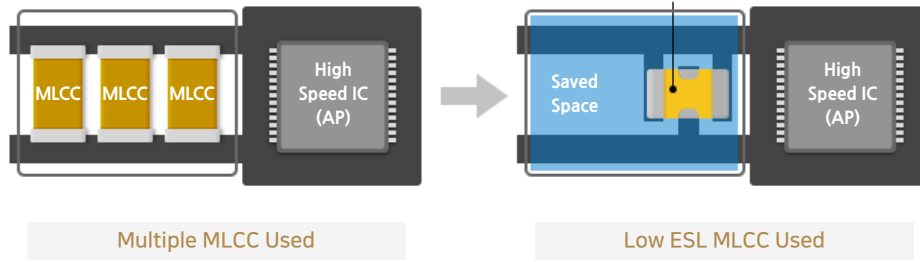 MLCC MLCC MLCC
High
Speed IC
(AP)
Saved
Space
High
Speed IC
(AP)
Multiple MLCC Used
Low ESL MLCC Used